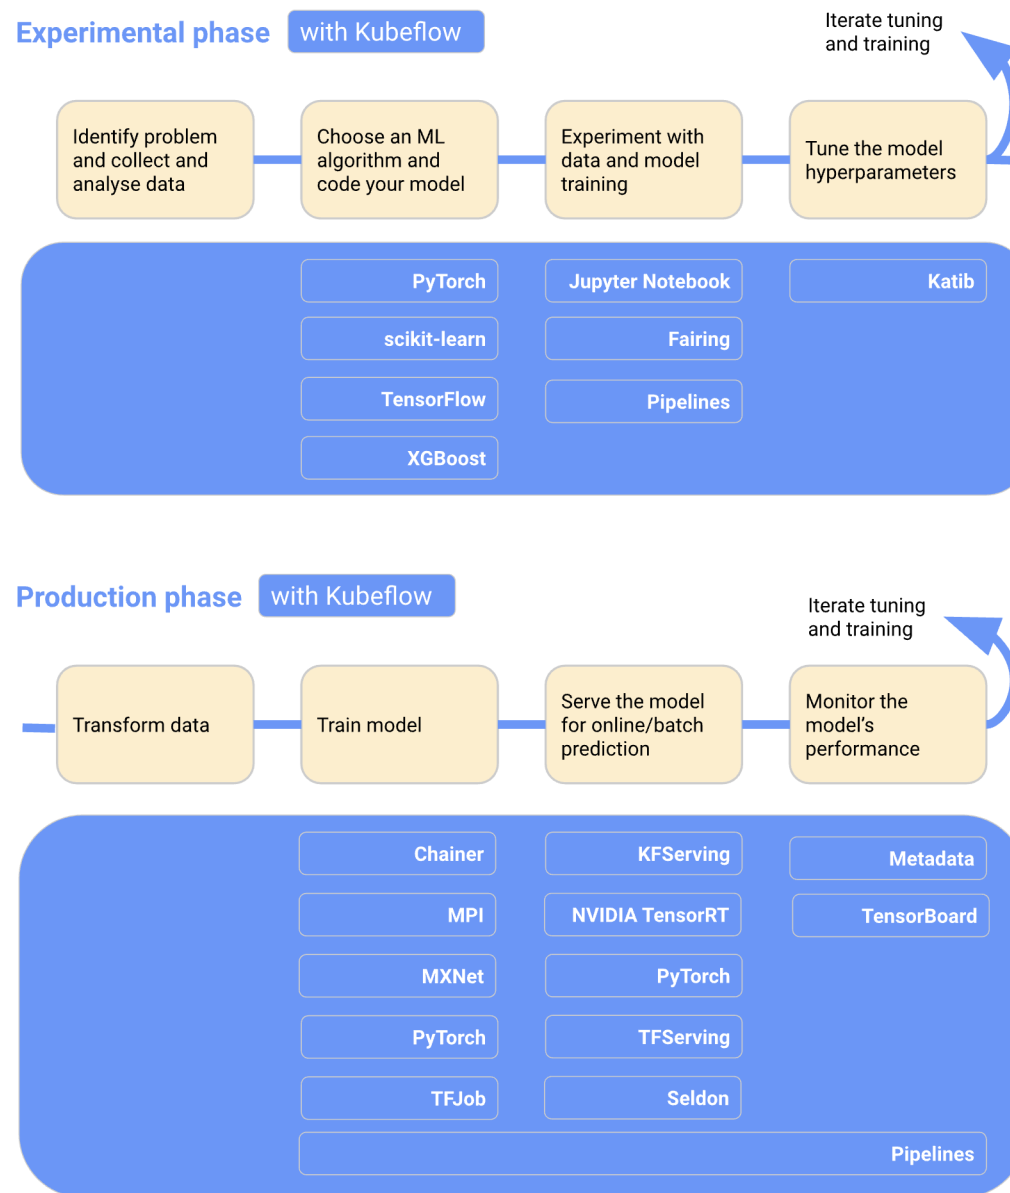 Experimental phase with Kubeflow
Iterate tuning
and training
Identify problem
and collect and
analyse data
Choose an ML
algorithm and
code your model
Experiment with
data and model
training
Tune the model
hyperparameters
PyTorch
scikit-learn
TensorFlow
XGBoost
Jupyter Notebook
Fairing
Pipelines
Katib
Production phase with Kubeflow
Iterate tuning
and training
Transform data
Train model
Serve the model
for online/batch
prediction
Monitor the
model’s
performance
Chainer
MPI
MXNet
PyTorch
TFJob
KFServing
NVIDIA TensorRT
PyTorch
TFServing
Seldon
Metadata
TensorBoard
Pipelines